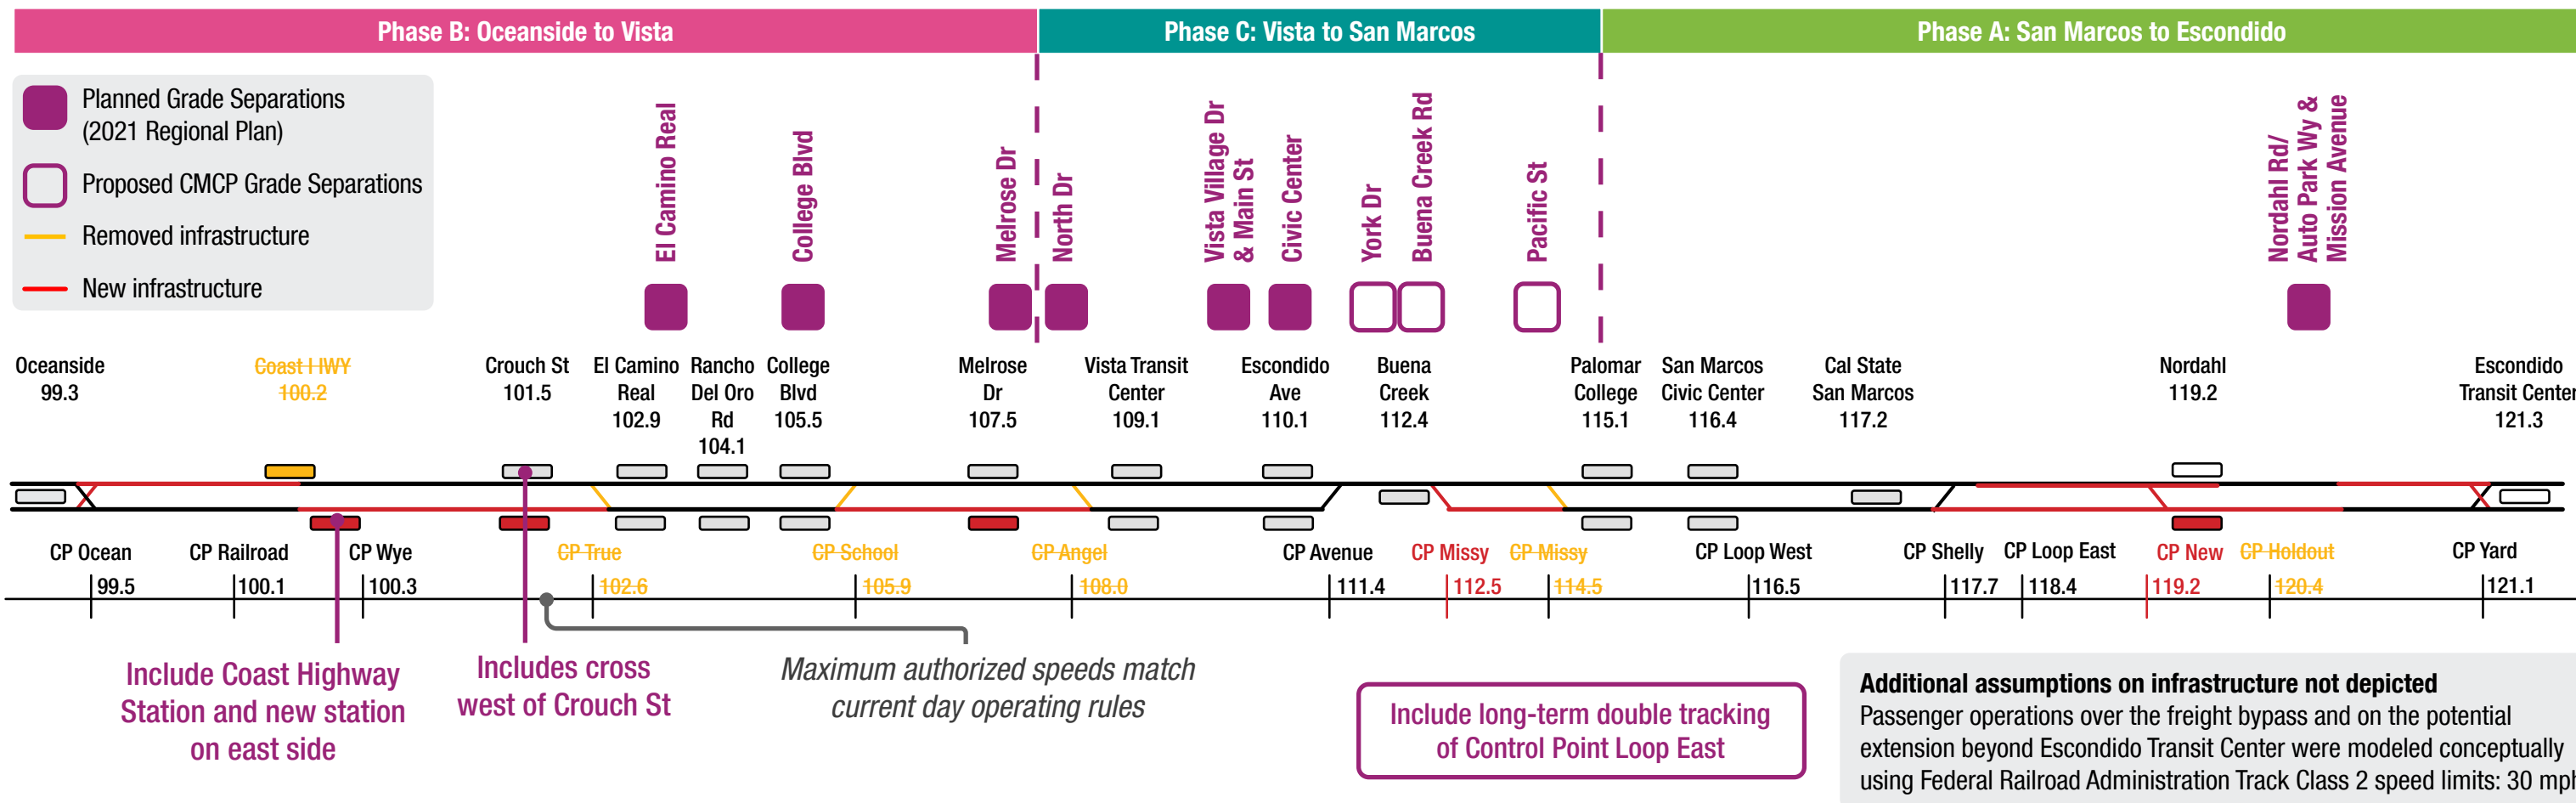 Phase B: Oceanside to Vista
Phase C: Vista to San Marcos
Phase A: San Marcos to Escondido
Planned Grade Separations
(2021 Regional Plan)
Proposed CMCP Grade Separations
Removed infrastructure
New infrastructure
El Camino Real
College Blvd
Melrose Dr
North Dr
Vista Village Dr
& Main St
Civic Center
York Dr
Buena Creek Rd
Pacific St
Nordahl Rd/
Auto Park Wy &
Mission Avenue
Oceanside
99.3
Coast HWY
100.2
Crouch St
101.5
El Camino
Real
102.9
Rancho
Del Oro
Rd
104.1
College
Blvd
105.5
Melrose
Dr
107.5
Vista Transit
Center
109.1
Escondido
Ave
110.1
Buena
Creek
112.4
Palomar
College
115.1
San Marcos
Civic Center
116.4
Cal State
San Marcos
117.2
Nordahl
119.2
Escondido
Transit Center
121.3
CP Ocean
99.5
CP Railroad
100.1
CP Wye
100.3
CP True
102.6
CP School
105.9
CP Angel
108.0
CP Avenue
111.4
CP Missy
112.5
CP Missy
114.5
CP Loop West
116.5
CP Shelly
117.7
CP Loop East
118.4
CP New
119.2
CP Holdout
120.4
CP Yard
121.1
Include Coast Highway
Station and new station
on east side
Includes cross
west of Crouch St
Maximum authorized speeds match
current day operating rules
Include long-term double tracking
of Control Point Loop East
Additional assumptions on infrastructure not depicted
Passenger operations over the freight bypass and on the potential
extension beyond Escondido Transit Center were modeled conceptually
using Federal Railroad Administration Track Class 2 speed limits: 30 mph